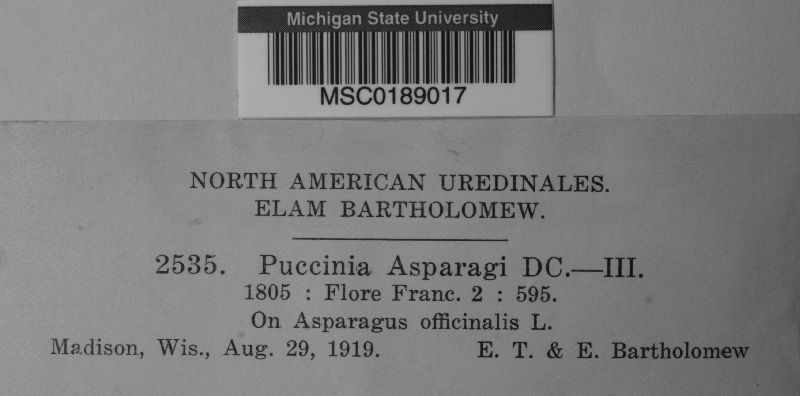 Michigan State University
MSC0189017
NORTH AMERICAN UREDINALES.
ELAM BARTHOLOMEW.
2535. Puccinia Asparagi DC.—III.
1805 : Flore Franc. 2 : 595.
On Asparagus officinalis L.
Madison, Wis., Aug. 29, 1919. E. T. & E. Bartholomew